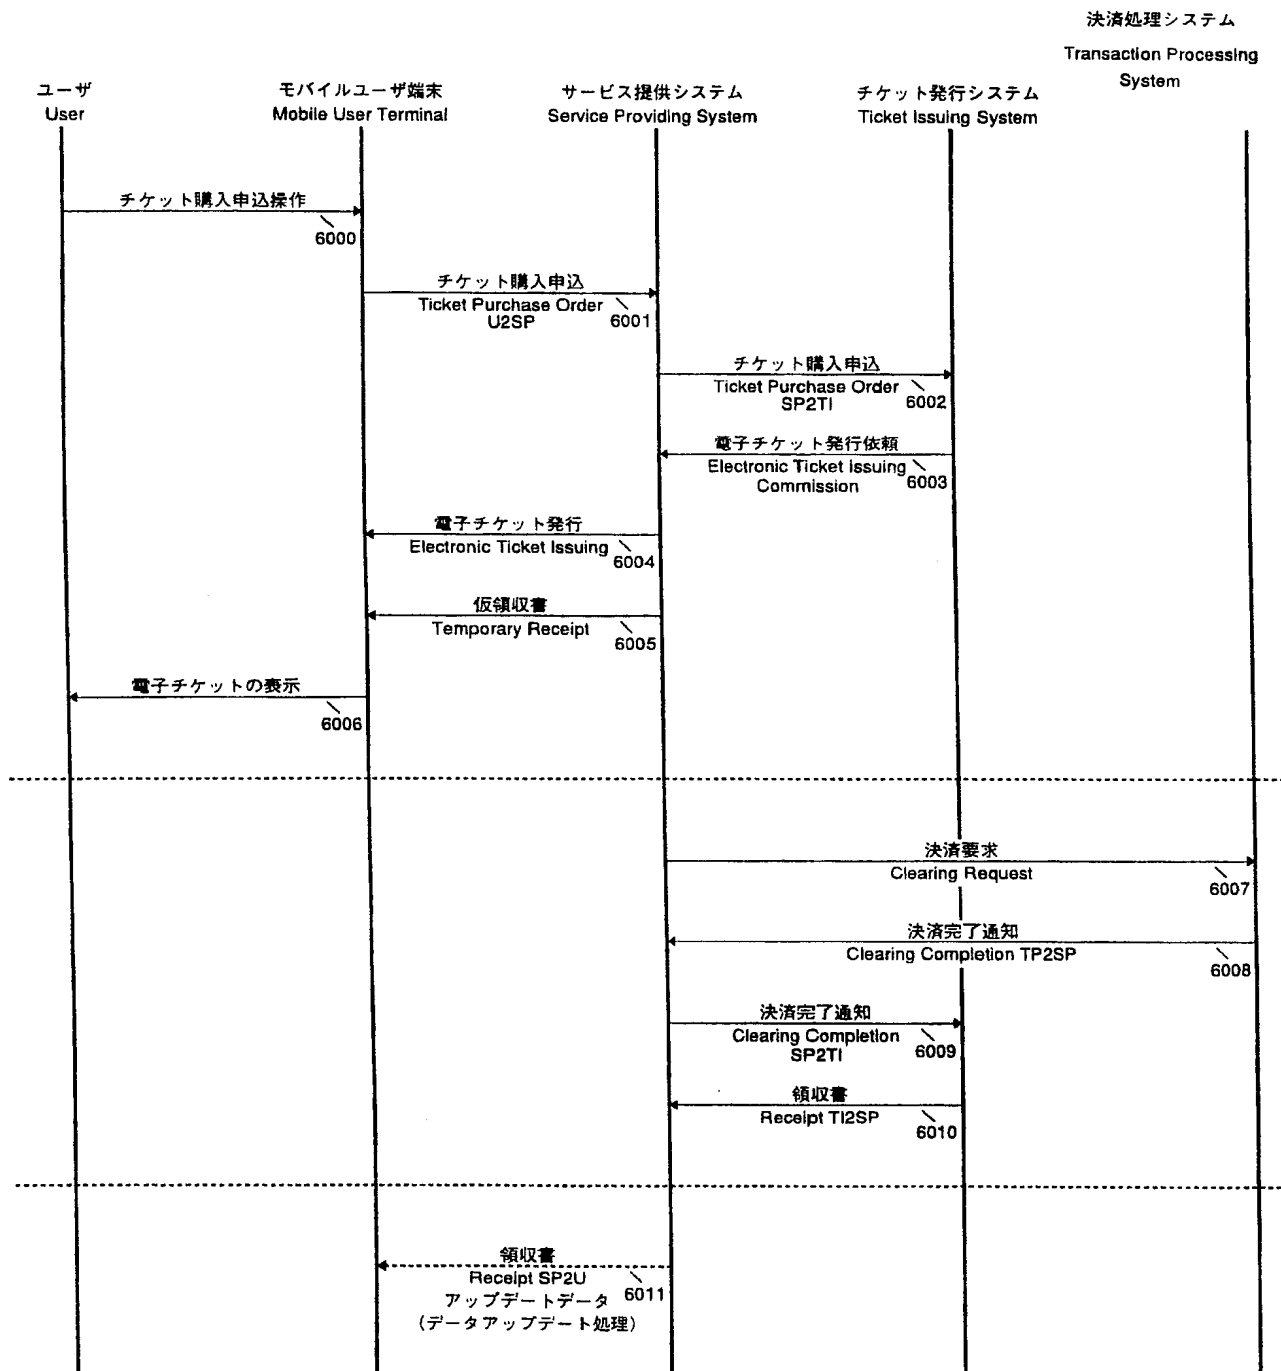 決済処理システム
Transaction Processing
System
ユーザ
User
モバイルユーザ端末
Mobile User Terminal
サービス提供システム
Service Providing System
チケット発行システム
Ticket Issuing System
チケット購入申込操作
6000
チケット購入申込
Ticket Purchase Order
U2SP
6001
チケット購入申込
Ticket Purchase Order
SP2TI
6002
電子チケット発行依頼
Electronic Ticket Issuing
Commission
6003
電子チケット発行
Electronic Ticket Issuing
6004
仮領収書
Temporary Receipt
6005
電子チケットの表示
6006
決済要求
Clearing Request
6007
決済完了通知
Clearing Completion TP2SP
6008
決済完了通知
Clearing Completion
SP2TI
6009
領収書
Receipt TI2SP
6010
領収書
Receipt SP2U
6011
アップデートデータ
(データアップデート処理)